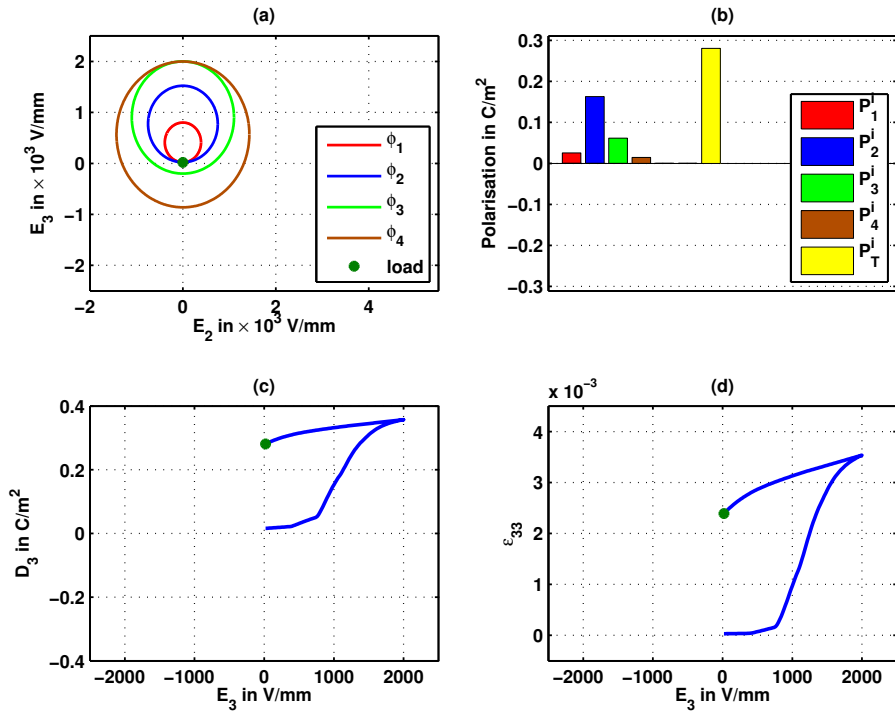 (a)
3
2
1
0
−1
−2
−2
0
2
4
E3 in × 10^3 V/mm
E2 in × 10^3 V/mm
ϕ1
ϕ2
ϕ3
ϕ4
load
(b)
0.3
0.2
0.1
0
−0.1
−0.2
−0.3
Polarisation in C/m^2
P^i_1
P^i_2
P^i_3
P^i_4
P^i_T
(c)
0.4
0.2
0
−0.2
−0.4
−2000
−1000
0
1000
2000
D3 in C/m^2
E3 in V/mm
(d)
x 10^−3
4
3
2
1
0
−2000
−1000
0
1000
2000
ε33
E3 in V/mm